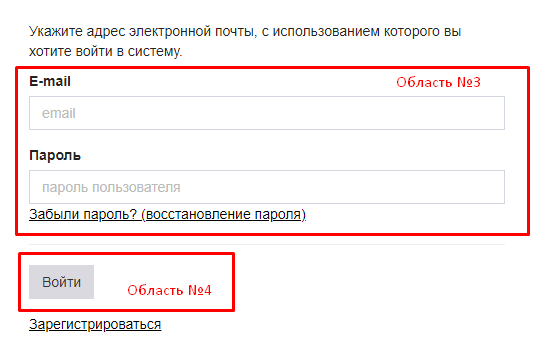 Укажите адрес электронной почты, с использованием которого вы
хотите войти в систему.
E-mail
Область №3
email
Пароль
пароль пользователя
Забыли пароль? (восстановление пароля)
Войти
Область №4
Зарегистрироваться